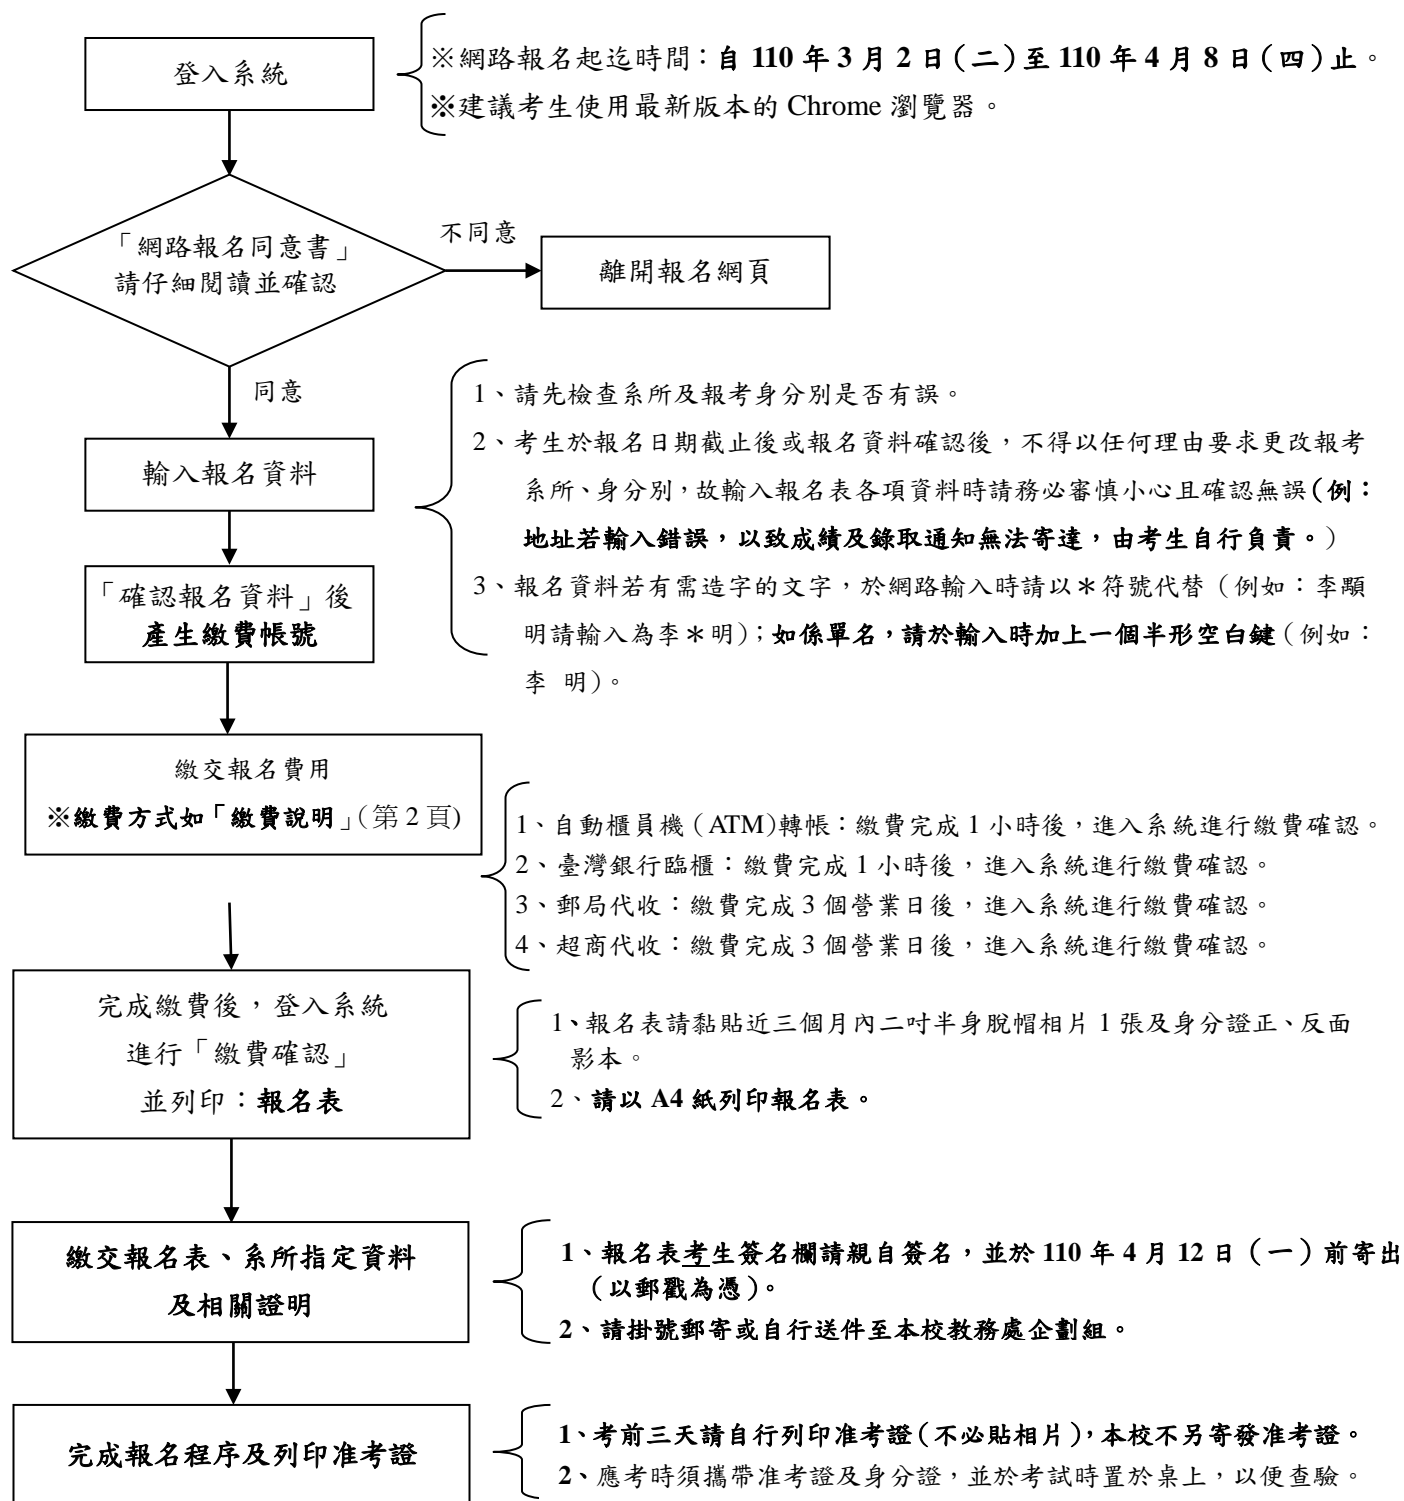 登入系統
※網路報名起迄時間：自 110 年 3 月 2 日（二）至 110 年 4 月 8 日（四）止。
※建議考生使用最新版本的 Chrome 瀏覽器。
「網路報名同意書」
請仔細閱讀並確認
不同意
離開報名網頁
同意
輸入報名資料
「確認報名資料」後
產生繳費帳號
1、請先檢查系所及報考身分別是否有誤。
2、考生於報名日期截止後或報名資料確認後，不得以任何理由要求更改報考
系所、身分別，故輸入報名表各項資料時請務必審慎小心且確認無誤（例：
地址若輸入錯誤，以致成績及錄取通知無法寄達，由考生自行負責。）
3、報名資料若有需造字的文字，於網路輸入時請以＊符號代替（例如：李顒
明請輸入為李＊明）；如係單名，請於輸入時加上一個半形空白鍵（例如：
李 明）。
繳交報名費用
※繳費方式如「繳費說明」（第 2 頁)
1、自動櫃員機（ATM)轉帳：繳費完成 1 小時後，進入系統進行繳費確認。
2、臺灣銀行臨櫃：繳費完成 1 小時後，進入系統進行繳費確認。
3、郵局代收：繳費完成 3 個營業日後，進入系統進行繳費確認。
4、超商代收：繳費完成 3 個營業日後，進入系統進行繳費確認。
完成繳費後，登入系統
進行「繳費確認」
並列印：報名表
1、報名表請黏貼近三個月內二吋半身脫帽相片 1 張及身分證正、反面
影本。
2、請以 A4 紙列印報名表。
繳交報名表、系所指定資料
及相關證明
1、報名表考生簽名欄請親自簽名，並於 110 年 4 月 12 日（一）前寄出
（以郵戳為憑）。
2、請掛號郵寄或自行送件至本校教務處企劃組。
完成報名程序及列印准考證
1、考前三天請自行列印准考證（不必貼相片），本校不另寄發准考證。
2、應考時須攜帶准考證及身分證，並於考試時置於桌上，以便查驗。